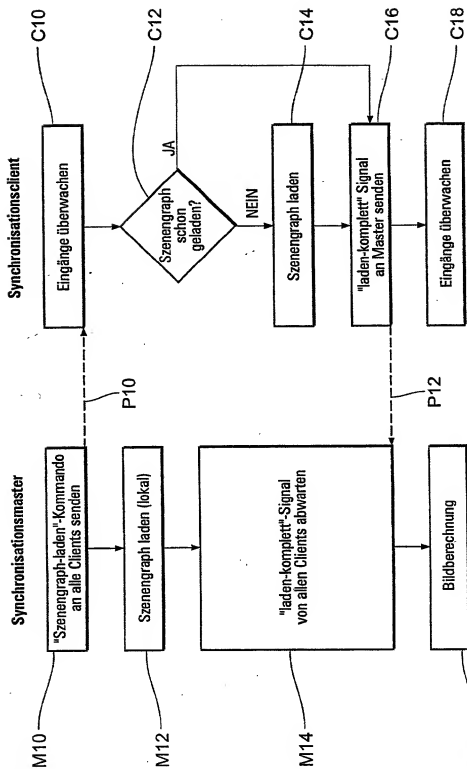 Synchronisationsmaster
M10
"Szenengraph-laden"-Kommando
an alle Clients senden
M12
Szenengraph laden (lokal)
M14
"laden-komplett"-Signal
von allen Clients abwarten
Bildberechnung
P10
P12
Synchronisationsclient
Eingänge überwachen
C10
Szenengraph
schon
geladen?
C12
JA
NEIN
Szenengraph laden
C14
"laden-komplett" Signal
an Master senden
C16
Eingänge überwachen
C18